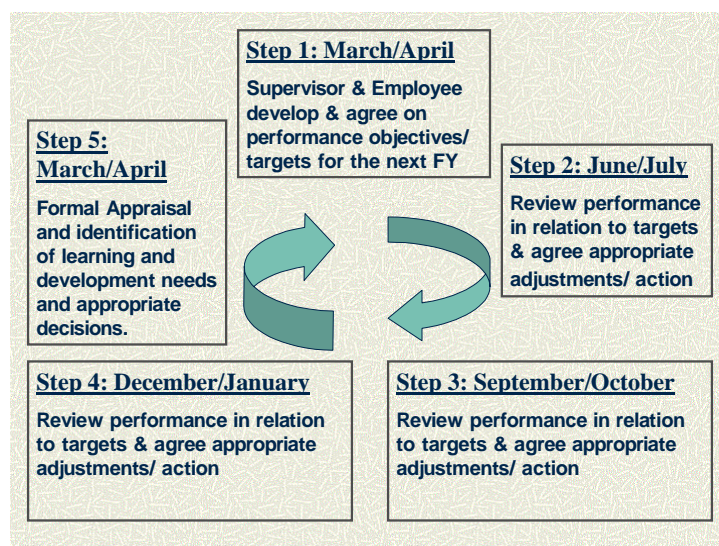 Step 1: March/April
Supervisor & Employee
develop & agree on
performance objectives/
targets for the next FY
Step 2: June/July
Review performance
in relation to targets
& agree appropriate
adjustments/ action
Step 3: September/October
Review performance in relation
to targets & agree appropriate
adjustments/ action
Step 4: December/January
Review performance in relation
to targets & agree appropriate
adjustments/ action
Step 5:
March/April
Formal Appraisal
and identification
of learning and
development needs
and appropriate
decisions.